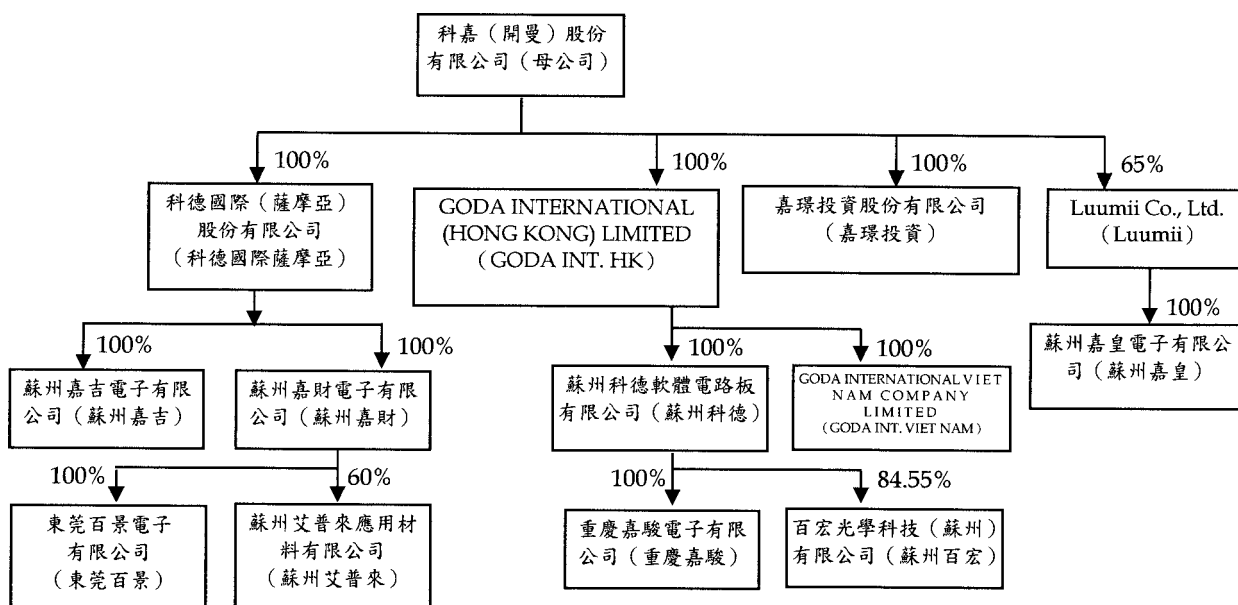 科嘉（開曼）股份
有限公司（母公司）
100%
100%
100%
65%
科德國際（薩摩亞）
股份有限公司
（科德國際薩摩亞）
GODA INTERNATIONAL
(HONG KONG) LIMITED
（GODA INT. HK）
嘉璟投資股份有限公司
（嘉璟投資）
Luumii Co., Ltd.
（Luumii）
100%
100%
100%
100%
100%
蘇州嘉吉電子有限
公司（蘇州嘉吉）
蘇州嘉財電子有限
公司（蘇州嘉財）
蘇州科德軟體電路板
有限公司（蘇州科德）
GODA INTERNATIONAL VIET
NAM COMPANY
LIMITED
(GODA INT. VIET NAM)
蘇州嘉皇電子有限公
司（蘇州嘉皇）
100%
60%
100%
84.55%
東莞百景電子
有限公司
（東莞百景）
蘇州艾普來應用材
料有限公司
（蘇州艾普來）
重慶嘉駿電子有限
公司（重慶嘉駿）
百宏光學科技（蘇州）
有限公司（蘇州百宏）